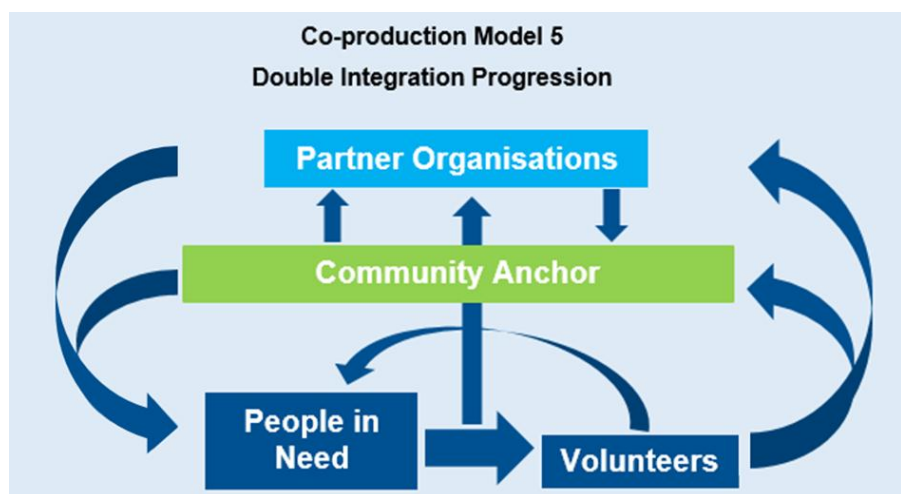 Co-production Model 5
Double Integration Progression
Partner Organisations
Community Anchor
People in
Need
Volunteers